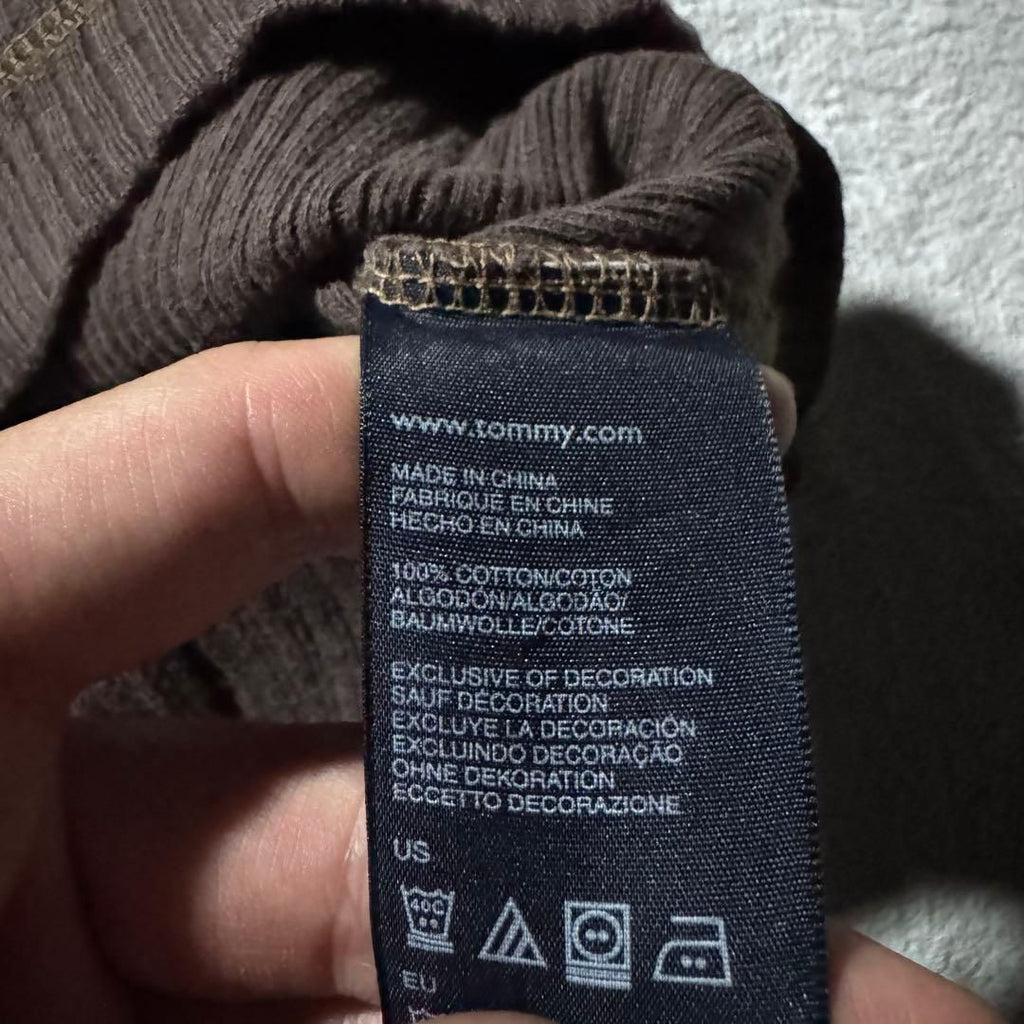 www.tommy.com
MADE IN CHINA
FABRIQUE EN CHINE
HECHO EN CHINA
100% COTTON/COTON
ALGODÓN/ALGODÃO/
BAUMWOLLE/COTONE
EXCLUSIVE OF DECORATION
SAUF DÉCORATION
EXCLUYE LA DECORACIÓN
EXCLUINDO DECORAÇÃO
OHNE DEKORATION
ECCETTO DECORAZIONE
US
40C
EU